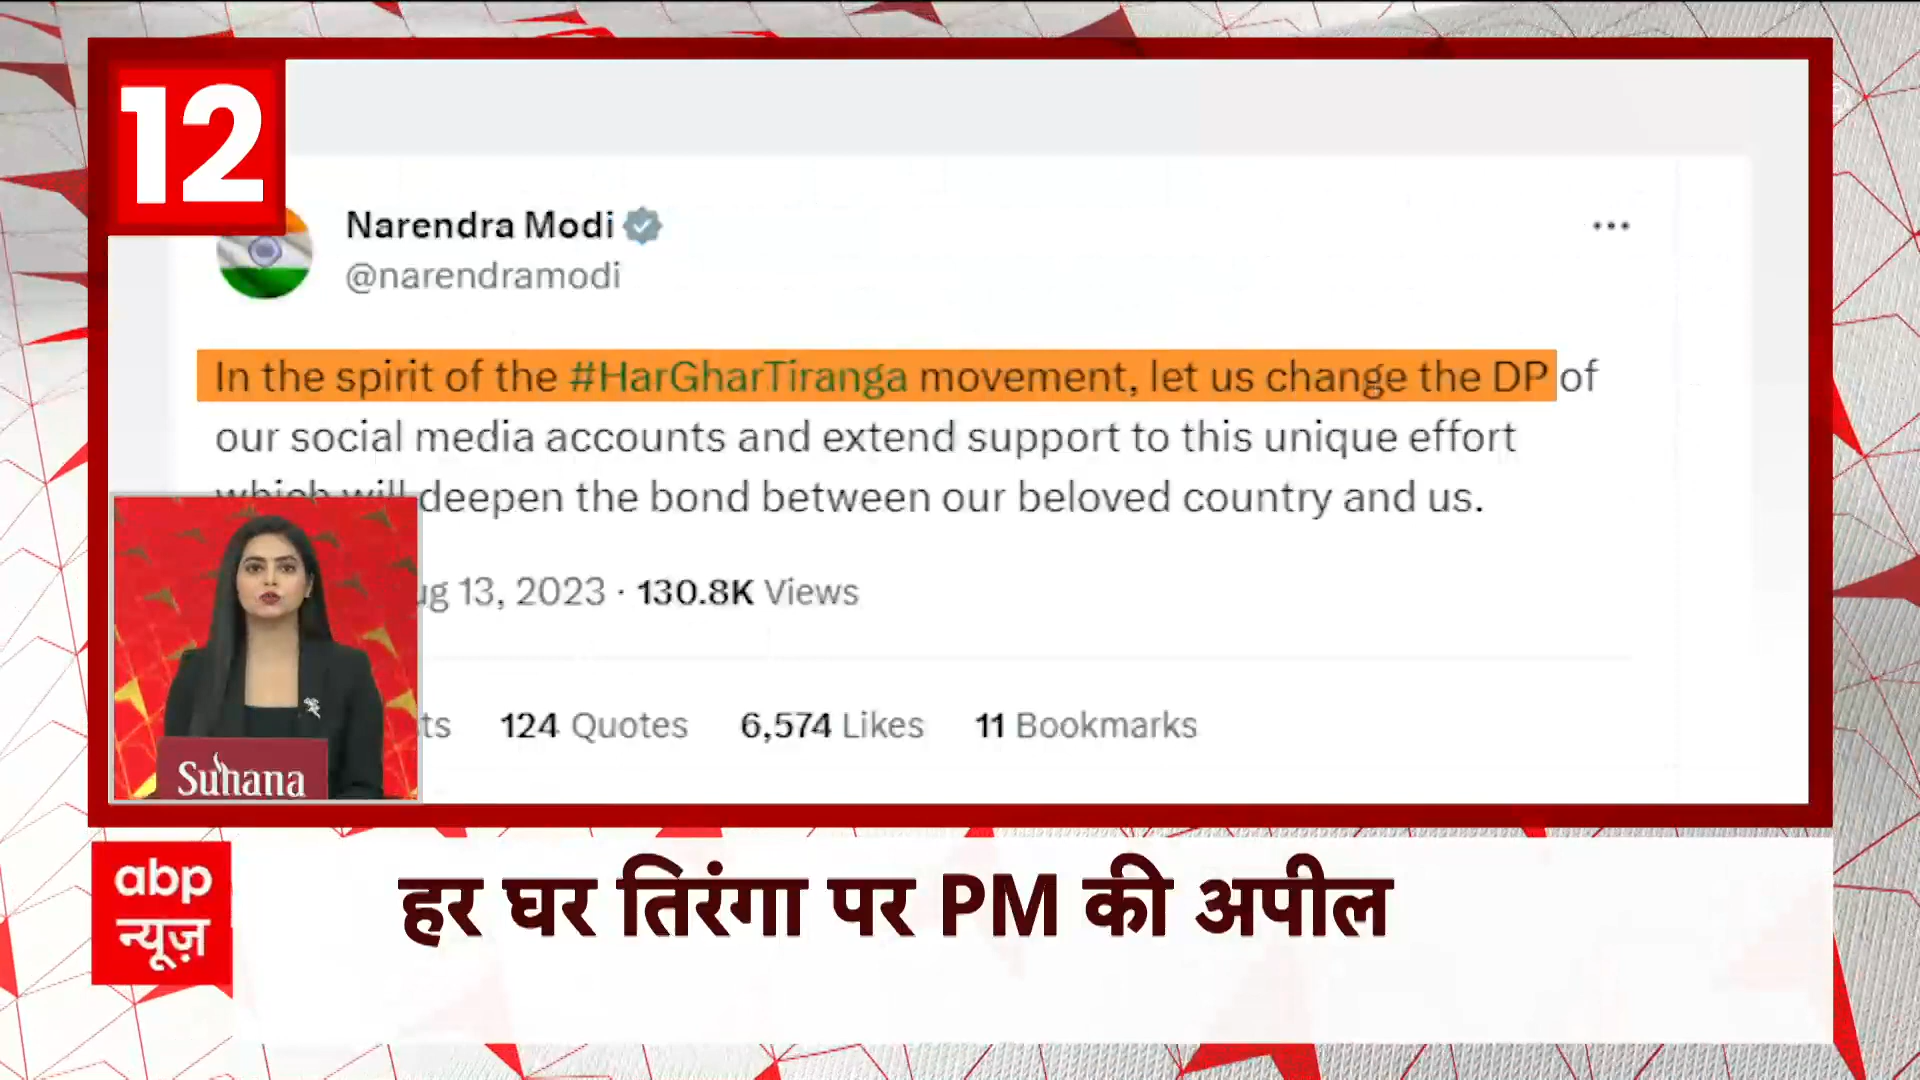 12
Narendra Modi
@narendramodi
In the spirit of the #HarGharTiranga movement, let us change the DP of
our social media accounts and extend support to this unique effort
which will deepen the bond between our beloved country and us.
13, 2023 · 130.8K Views
124 Quotes 6,574 Likes 11 Bookmarks
Suhana
abp
न्यूज़
हर घर तिरंगा पर PM की अपील